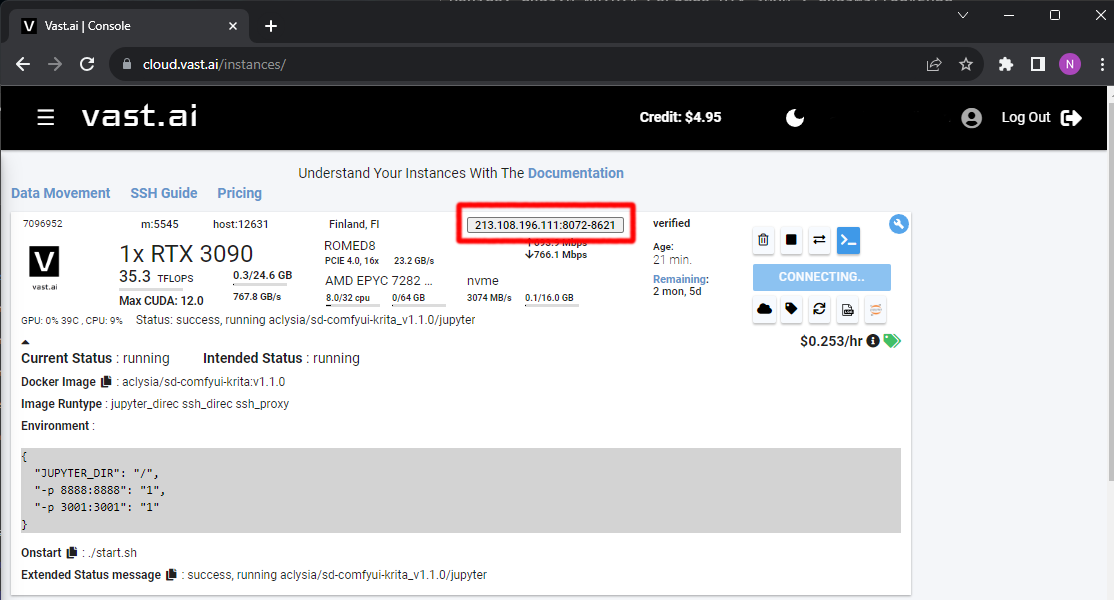 Vast.ai | Console
cloud.vast.ai/instances/
N
vast.ai
Credit: $4.95
Log Out
Understand Your Instances With The Documentation
Data Movement SSH Guide Pricing
7096952 m:5545 host:12631 Finland, FI 213.108.196.111:8072-8621 verified
1x RTX 3090
35.3 TFLOPS
Max CUDA: 12.0
0.3/24.6 GB
767.8 GB/s
ROMED8
PCIE 4.0, 16x 23.2 GB/s
AMD EPYC 7282 ...
8.0/32 cpu 0/64 GB
↓766.1 Mbps
nvme
3074 MB/s 0.1/16.0 GB
Age:
21 min.
Remaining:
2 mon, 5d
CONNECTING..
vast.ai
GPU: 0% 39C , CPU: 9% Status: success, running aclysia/sd-comfyui-krita_v1.1.0/jupyter
$0.253/hr
Current Status : running Intended Status : running
Docker Image : aclysia/sd-comfyui-krita:v1.1.0
Image Runtype : jupyter_direc ssh_direc ssh_proxy
Environment :
{
"JUPYTER_DIR": "/",
"-p 8888:8888": "1",
"-p 3001:3001": "1"
}
Onstart : ./start.sh
Extended Status message : success, running aclysia/sd-comfyui-krita_v1.1.0/jupyter